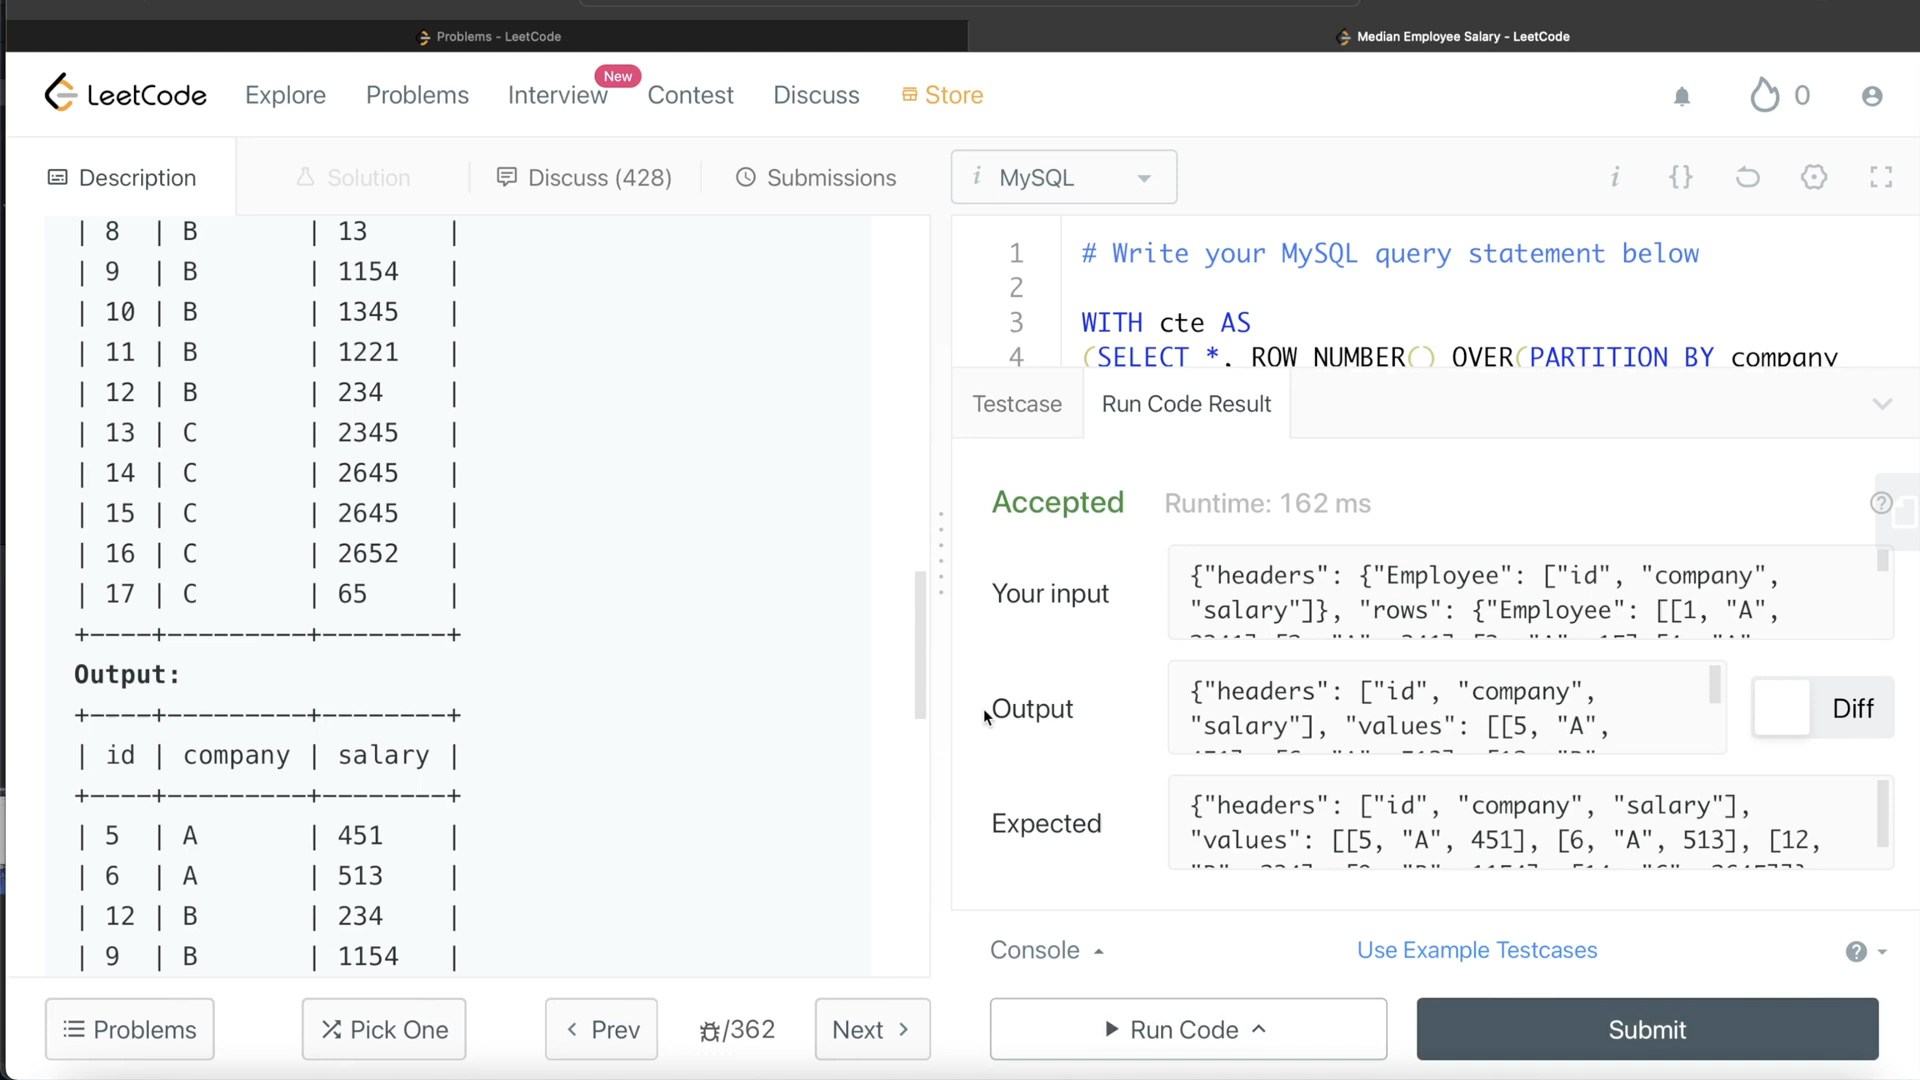 Problems - LeetCode
Median Employee Salary - LeetCode
LeetCode
Explore
Problems
Interview
New
Contest
Discuss
Store
0
Description
Solution
Discuss (428)
Submissions
| 8 | B | 13 |
| 9 | B | 1154 |
| 10 | B | 1345 |
| 11 | B | 1221 |
| 12 | B | 234 |
| 13 | C | 2345 |
| 14 | C | 2645 |
| 15 | C | 2645 |
| 16 | C | 2652 |
| 17 | C | 65 |
+----+---------+--------+
Output:
+----+---------+--------+
| id | company | salary |
+----+---------+--------+
| 5 | A | 451 |
| 6 | A | 513 |
| 12 | B | 234 |
| 9 | B | 1154 |
Problems
Pick One
Prev
/362
Next
i MySQL
i {}
1 # Write your MySQL query statement below
2
3 WITH cte AS
4 (SELECT *, ROW_NUMBER() OVER(PARTITION BY company
Testcase
Run Code Result
Accepted
Runtime: 162 ms
?
Your input
{"headers": {"Employee": ["id", "company",
"salary"]}, "rows": {"Employee": [[1, "A",
Output
{"headers": ["id", "company",
"salary"], "values": [[5, "A",
Diff
Expected
{"headers": ["id", "company", "salary"],
"values": [[5, "A", 451], [6, "A", 513], [12,
Console
Use Example Testcases
?
Run Code
Submit